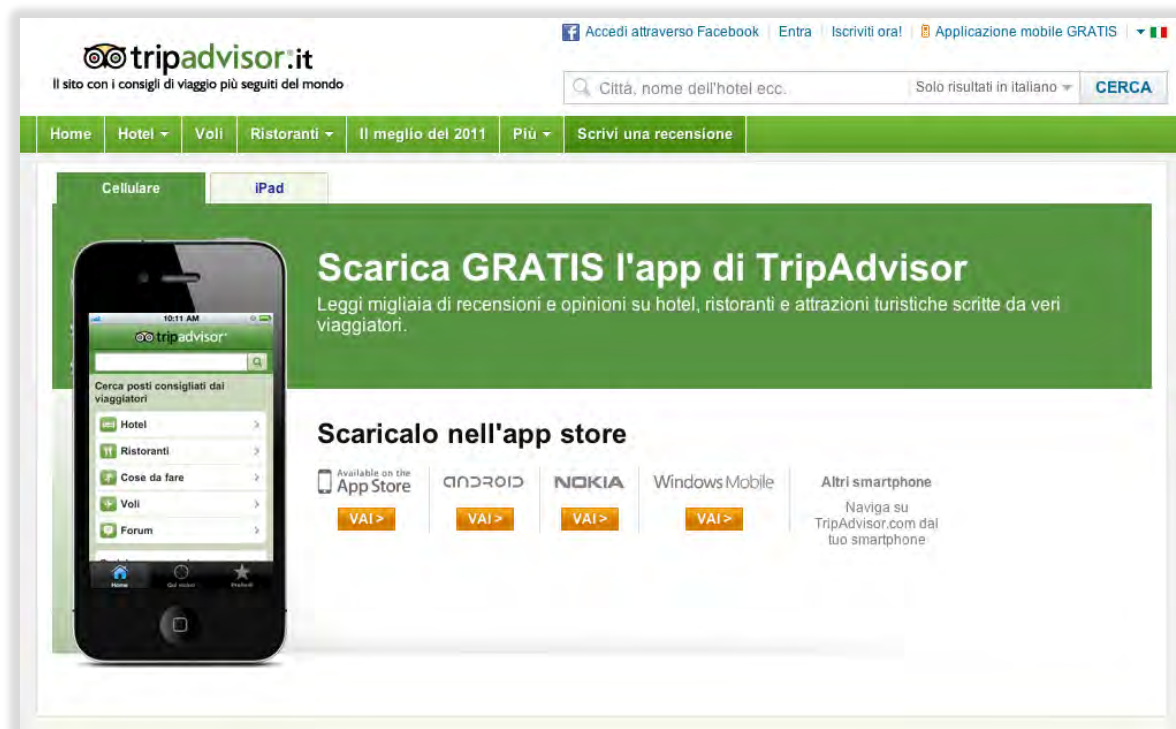 Accedi attraverso Facebook Entra Iscriviti ora! Applicazione mobile GRATIS
tripadvisor.it
Il sito con i consigli di viaggio più seguiti del mondo
Città, nome dell'hotel ecc. Solo risultati in italiano CERCA
Home Hotel Voli Ristoranti Il meglio del 2011 Più Scrivi una recensione
Cellulare iPad
Scarica GRATIS l'app di TripAdvisor
Leggi migliaia di recensioni e opinioni su hotel, ristoranti e attrazioni turistiche scritte da veri
viaggiatori.
10:11 AM
tripadvisor
Cerca posti consigliati dai
viaggiatori
Hotel
Ristoranti
Cose da fare
Voli
Forum
Home
Scaricalo nell'app store
Available on the
App Store
VAI>
ANDROID
VAI>
NOKIA
VAI>
Windows Mobile
VAI>
Altri smartphone
Naviga su
TripAdvisor.com dal
tuo smartphone